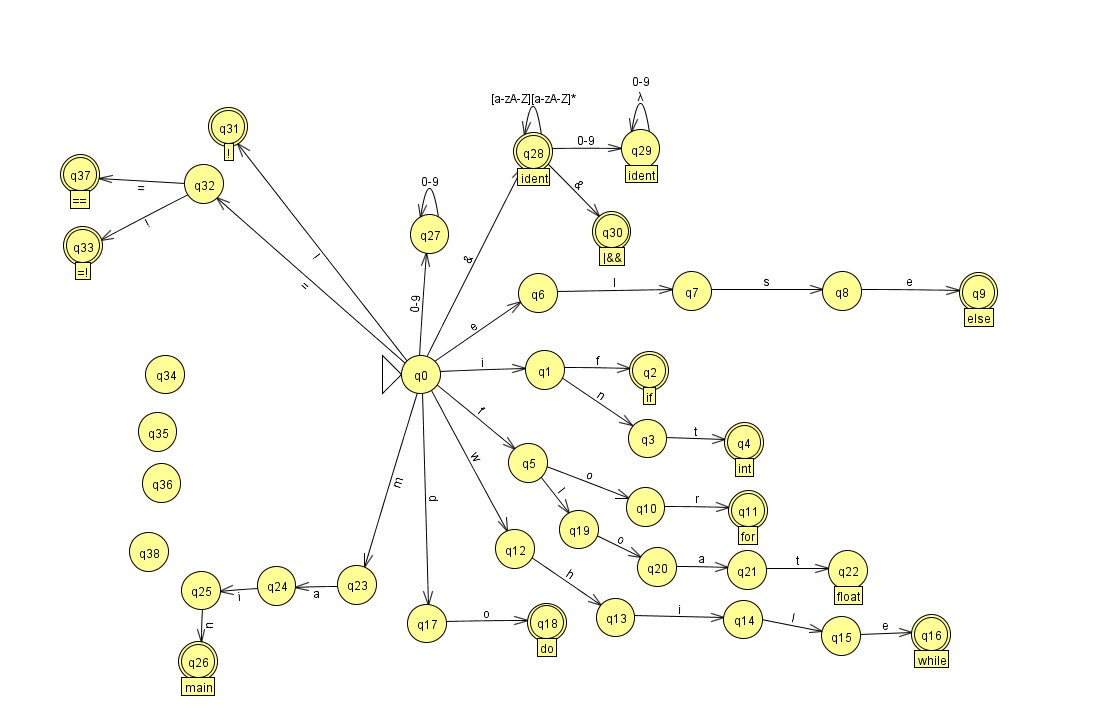 0-9
[a-zA-Z][a-zA-Z]*
λ
q31
!
q28
ident
0-9
q29
ident
q37
==
=
q32
0-9
&
q33
=!
q27
q30
|&&
&
=
0-9
q6
l
q7
s
q8
e
q9
else
e
q34
q0
i
q1
f
q2
if
n
q35
f
q3
t
q4
int
w
q5
o
q36
m
d
l
q10
r
q11
for
q38
q19
o
q12
q20
a
q21
t
q22
float
h
q25
i
q24
a
q23
n
q17
o
q18
do
q13
i
q14
l
q15
e
q16
while
q26
main